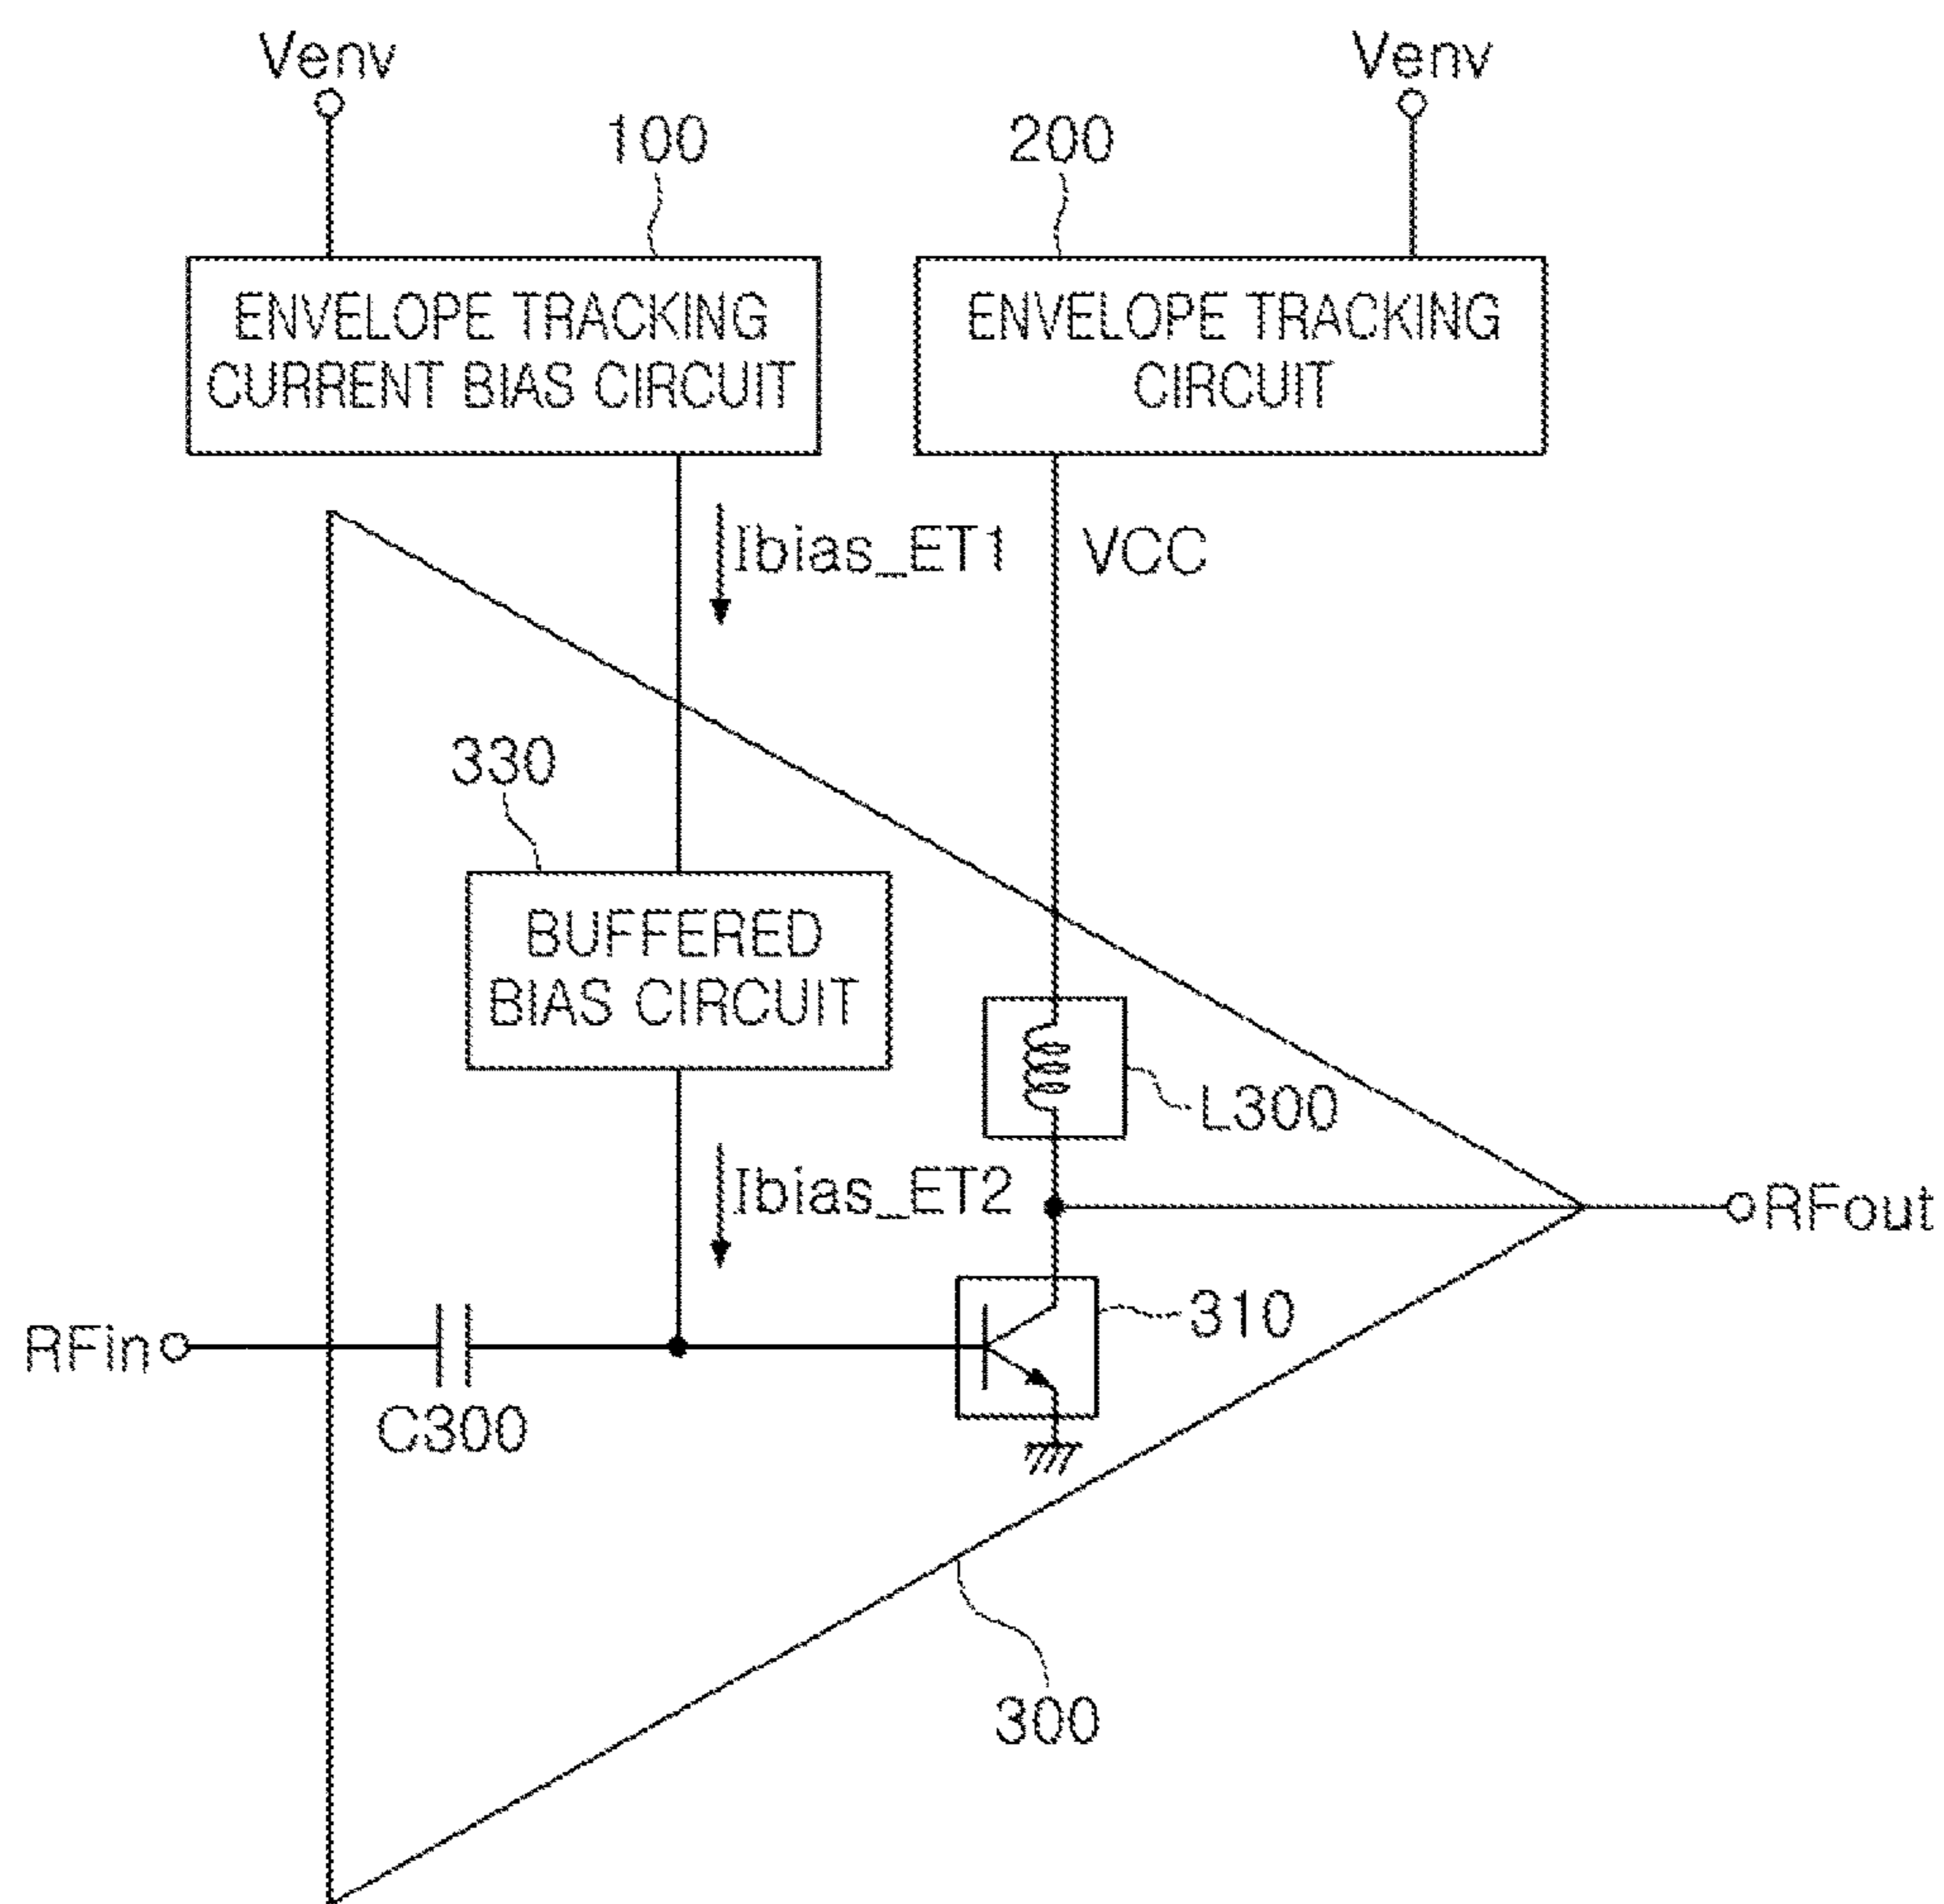 Venv
Venv
100
200
ENVELOPE TRACKING
CURRENT BIAS CIRCUIT
ENVELOPE TRACKING
CIRCUIT
Ibias_ET1
VCC
330
BUFFERED
BIAS CIRCUIT
L300
Ibias_ET2
RFout
310
RFin
C300
300